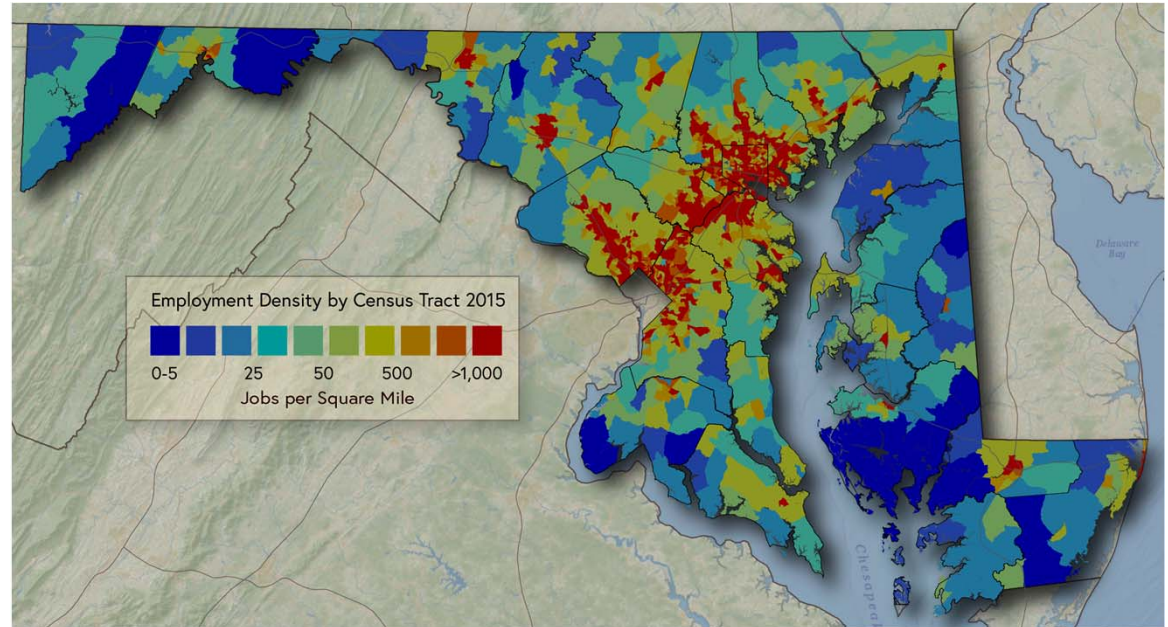 Delaware
Bay
Employment Density by Census Tract 2015
0-5 25 50 500 >1,000
Jobs per Square Mile
Chesapeak